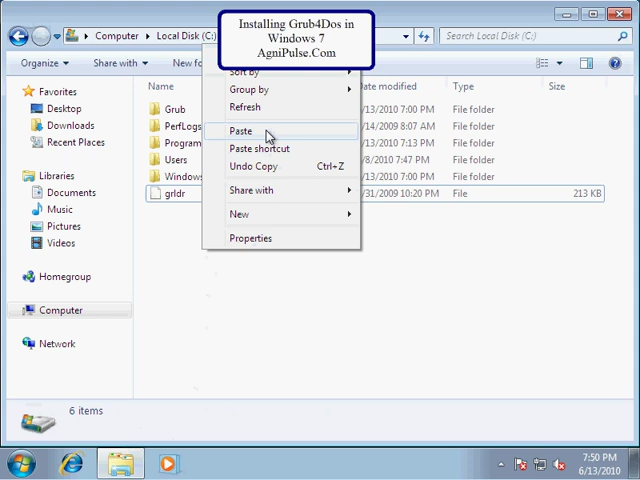 Installing Grub4Dos in
Windows 7
AgniPulse.Com
Computer Local Disk (C:)
Search Local Disk (C:)
Organize Share with
Favorites
Desktop
Downloads
Recent Places
Libraries
Documents
Music
Pictures
Videos
Homegroup
Computer
Network
Name
Date modified Type Size
Grub /13/2010 7:00 PM File folder
PerfLogs /14/2009 8:07 AM File folder
/13/2010 7:13 PM File folder
Users /8/2010 7:47 PM File folder
Windows /13/2010 7:00 PM File folder
grldr /31/2009 10:20 PM File 213 KB
Sort by
Group by
Refresh
Paste
Paste shortcut
Undo Copy Ctrl+Z
Share with
New
Properties
6 items
7:50 PM
6/13/2010